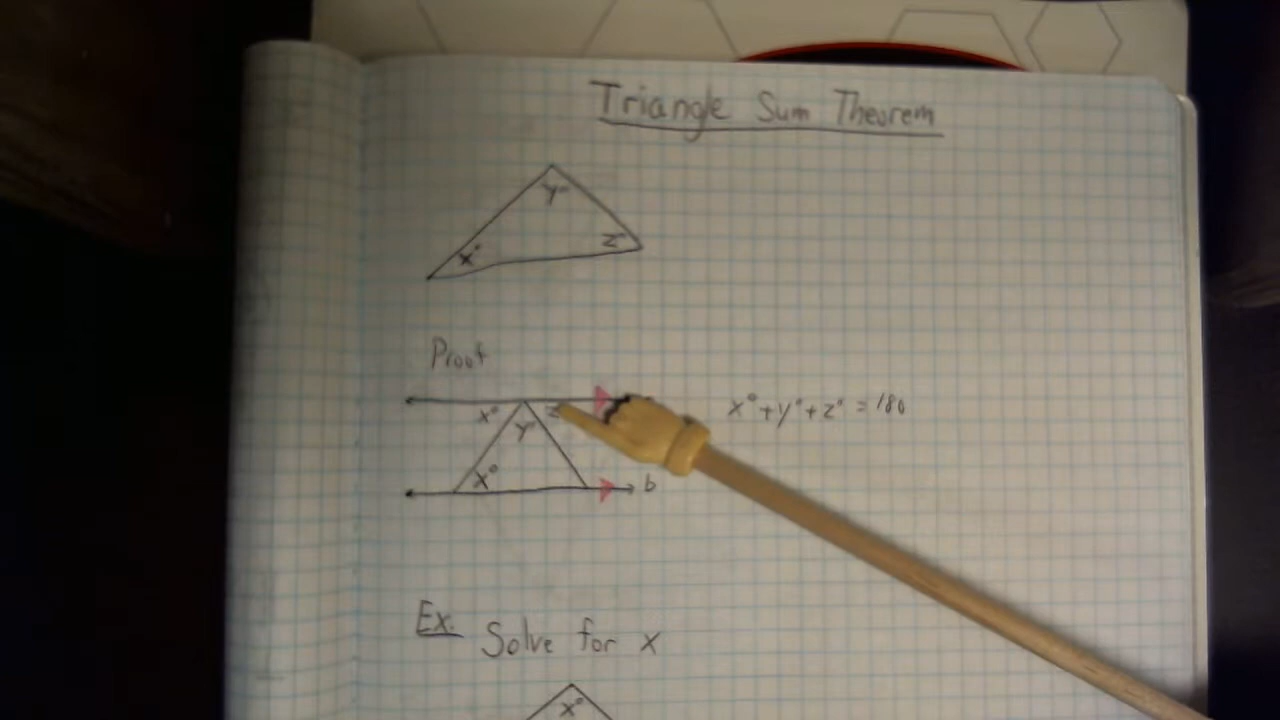 Triangle Sum Theorem
y°
x° z°
Proof
x° y° z
x°+y°+z° = 180
x°
b
Ex. Solve for x
x°